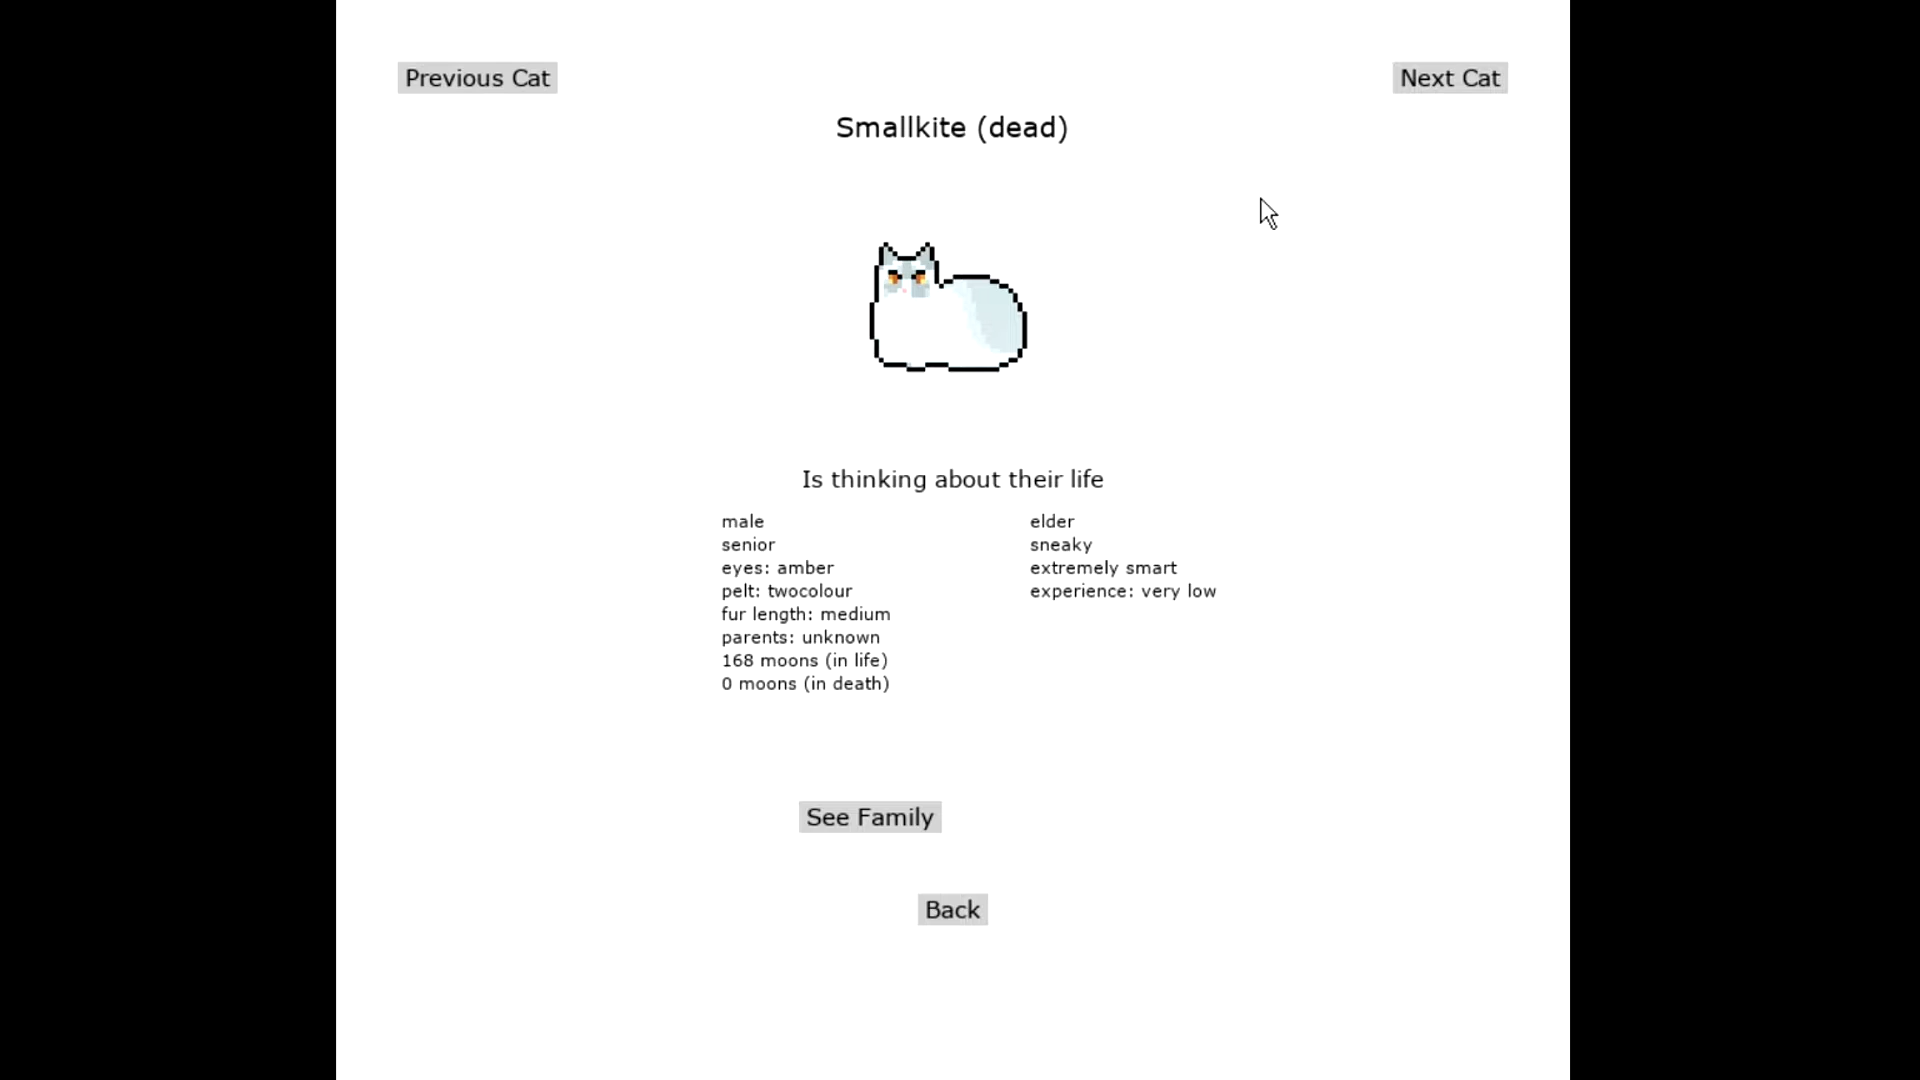 Previous Cat
Next Cat
Smallkite (dead)
Is thinking about their life
male
senior
eyes: amber
pelt: twocolour
fur length: medium
parents: unknown
168 moons (in life)
0 moons (in death)
elder
sneaky
extremely smart
experience: very low
See Family
Back